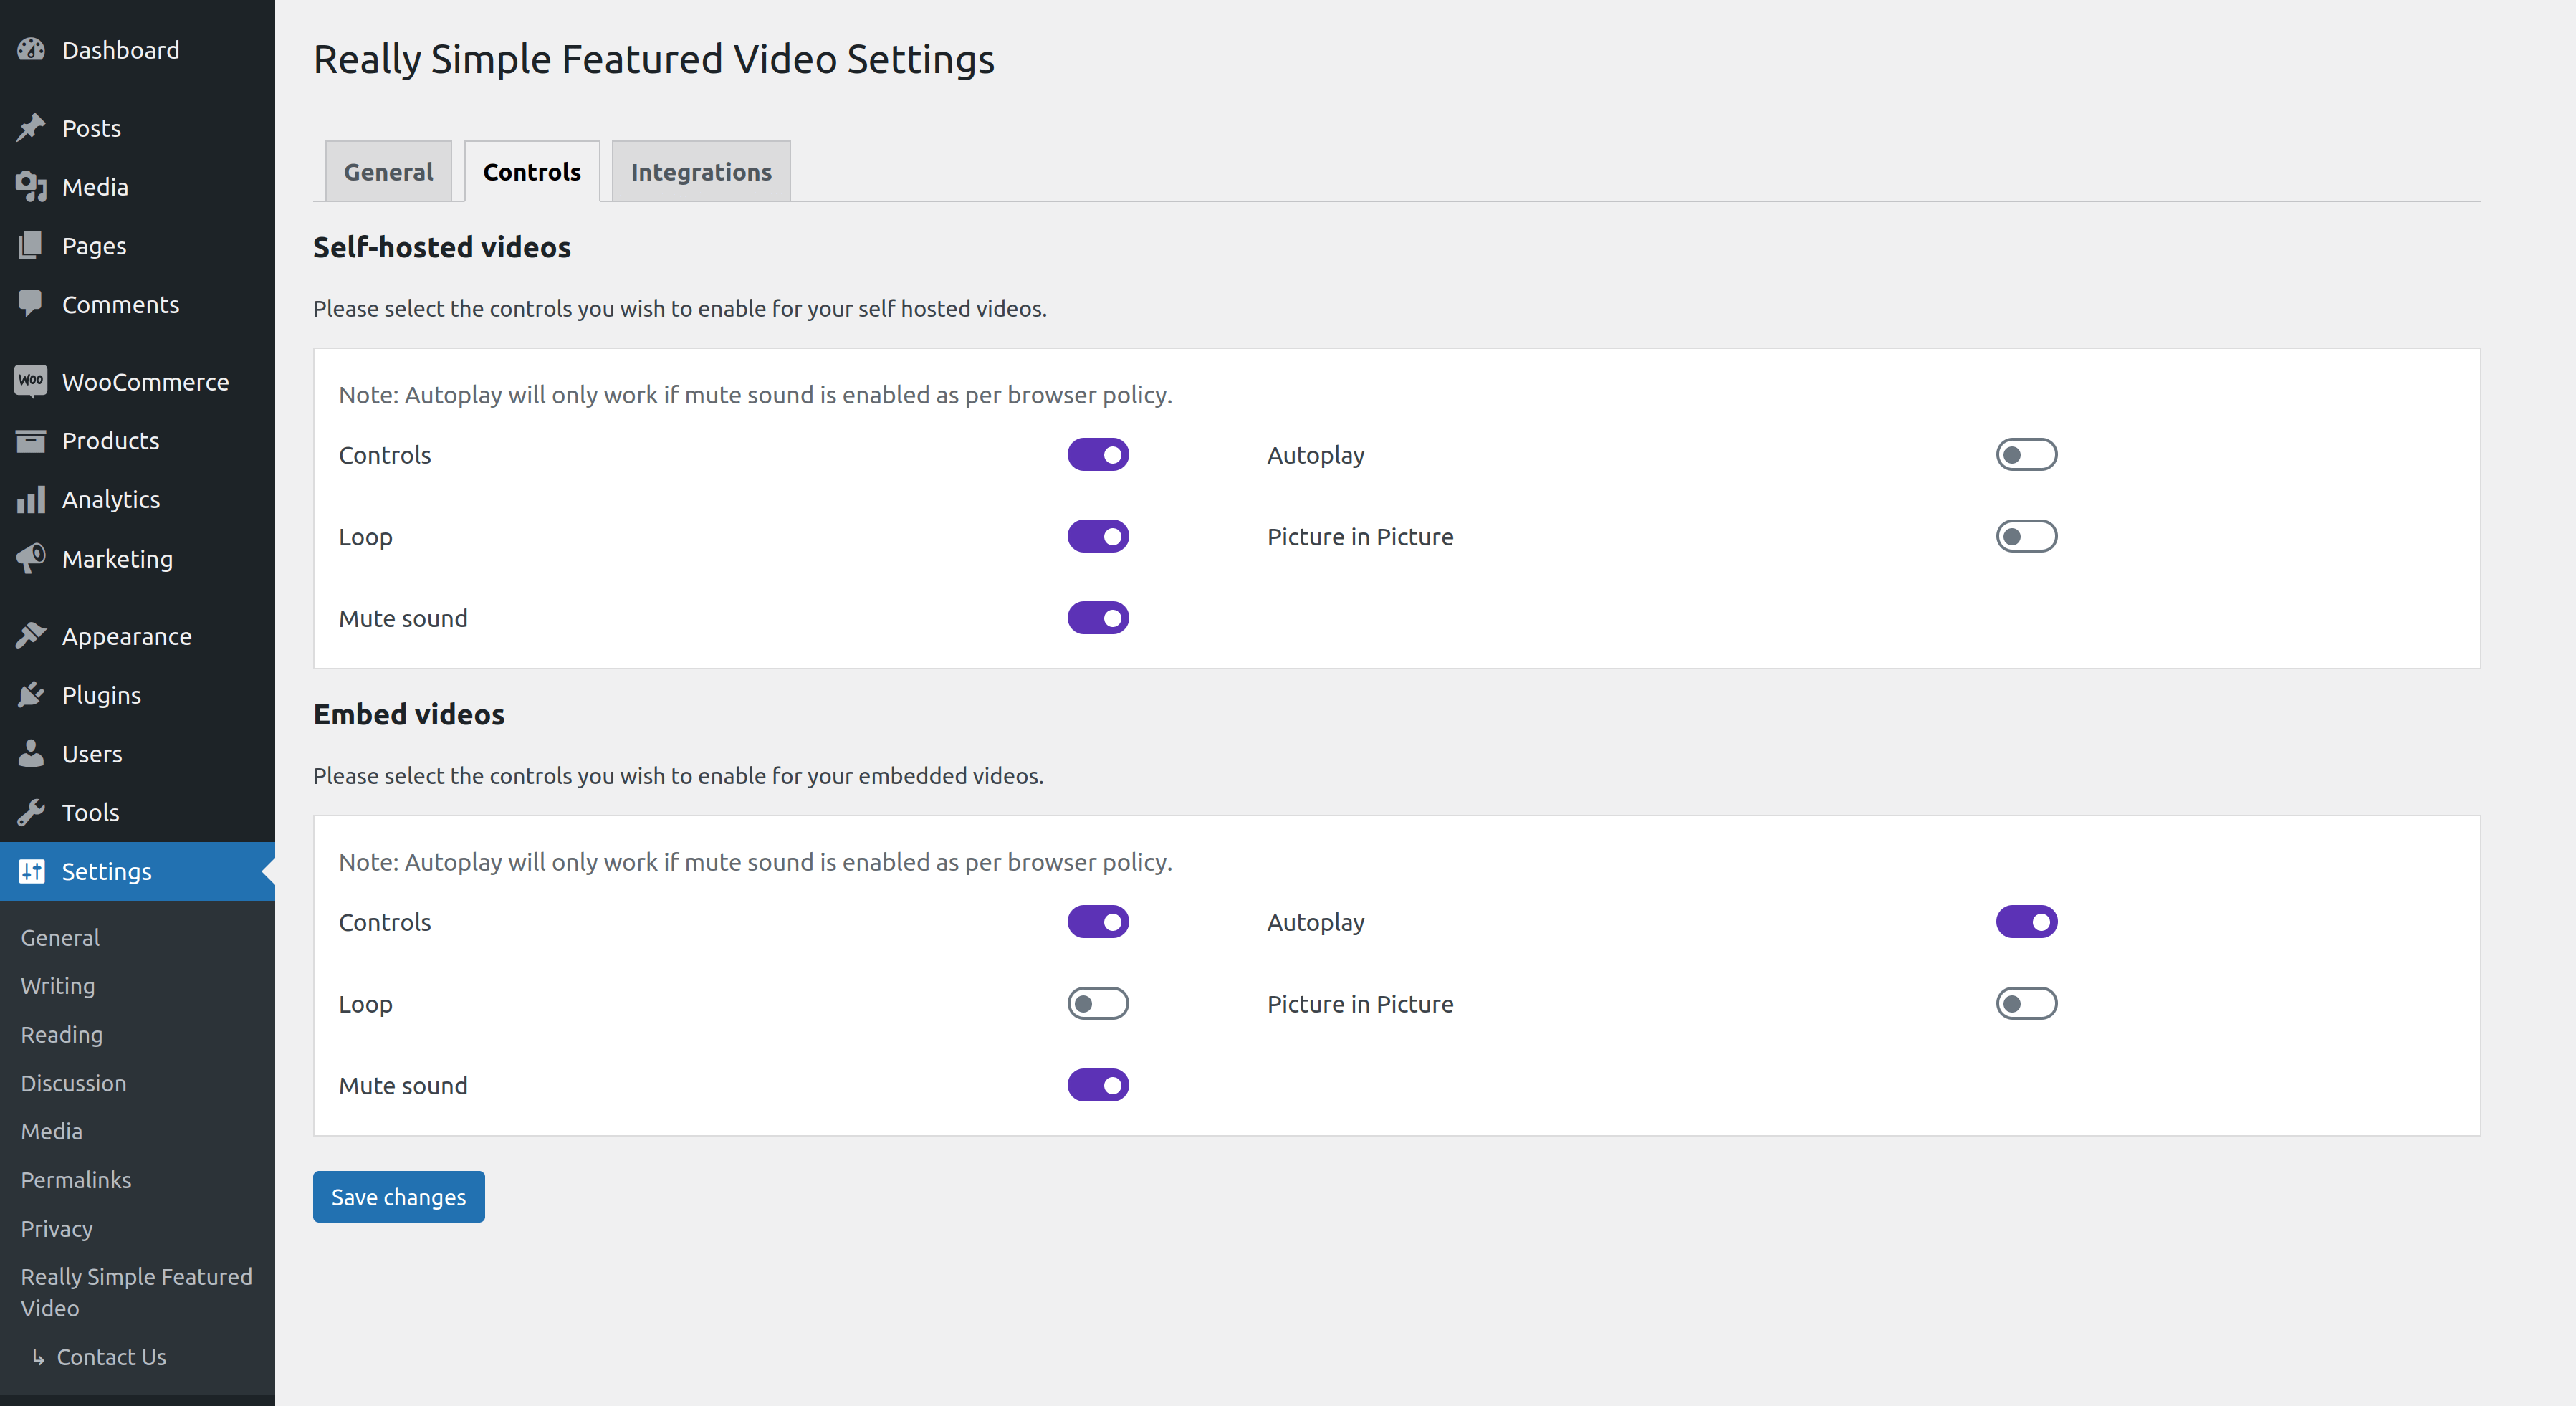 Dashboard
Posts
Media
Pages
Comments
Woo WooCommerce
Products
Analytics
Marketing
Appearance
Plugins
Users
Tools
Settings
General
Writing
Reading
Discussion
Media
Permalinks
Privacy
Really Simple Featured
Video
↳ Contact Us
Really Simple Featured Video Settings
General Controls Integrations
Self-hosted videos
Please select the controls you wish to enable for your self hosted videos.
Note: Autoplay will only work if mute sound is enabled as per browser policy.
Controls Autoplay
Loop Picture in Picture
Mute sound
Embed videos
Please select the controls you wish to enable for your embedded videos.
Note: Autoplay will only work if mute sound is enabled as per browser policy.
Controls Autoplay
Loop Picture in Picture
Mute sound
Save changes